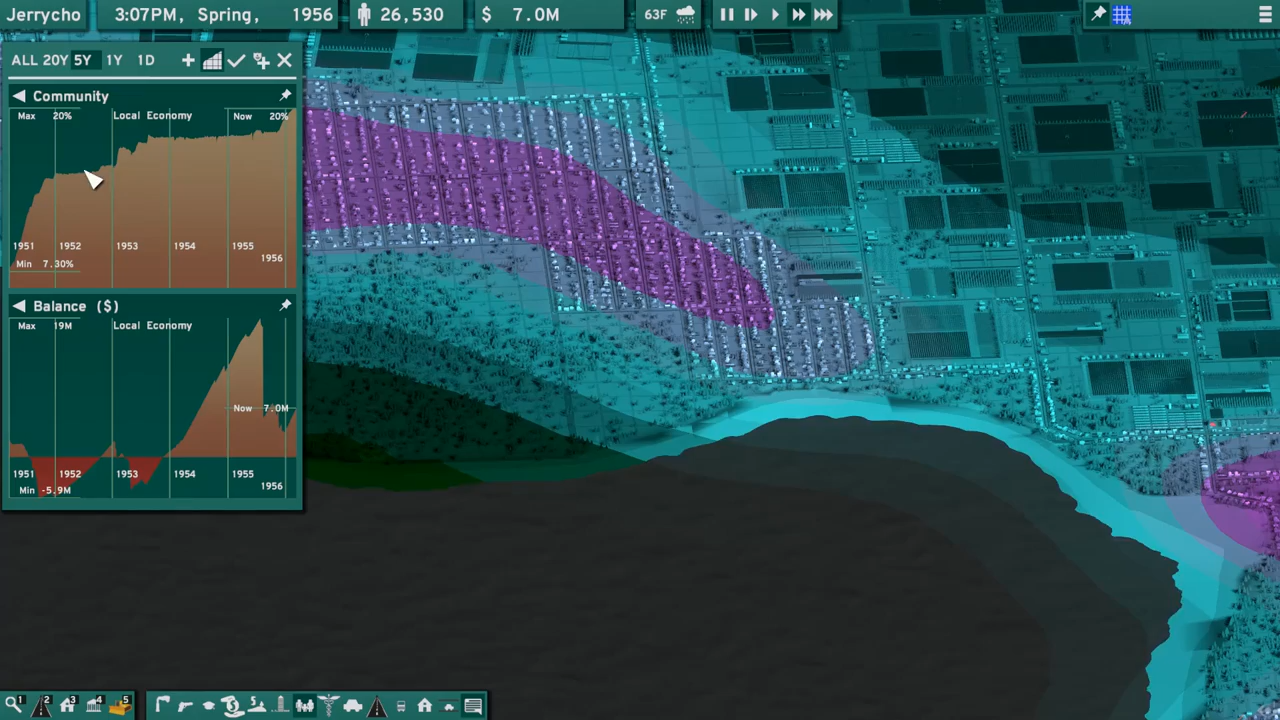 Jerrycho 3:07PM, Spring, 1956 26,530 $ 7.0M 63F
ALL 20Y 5Y 1Y 1D
Community
Max 20% Local Economy Now 20%
1951 1952 1953 1954 1955 1956
Min 7.30%
Balance ($)
Max 19M Local Economy
Now 7.0M
1951 1952 1953 1954 1955 1956
Min -5.9M
1 2 3 4 5